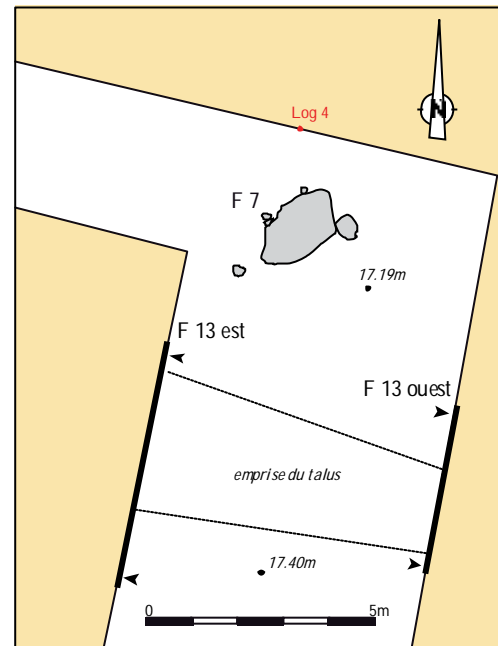 Log 4
N
F 7
17.19m
F 13 est
F 13 ouest
emprise du talus
17.40m
0 5m